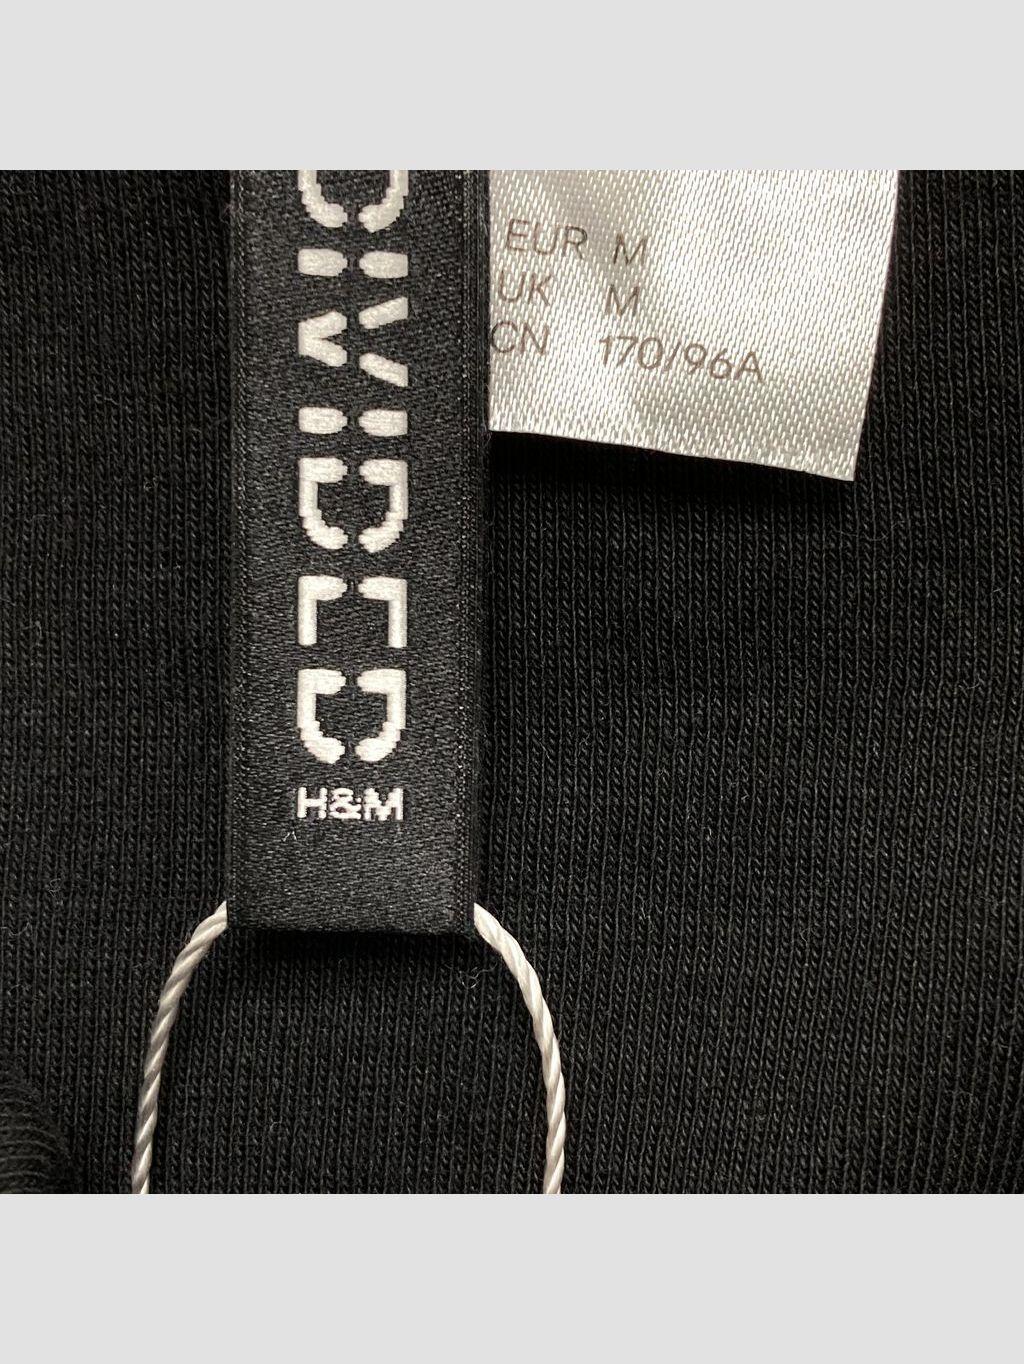 DIVIDED
H&M
EUR M
UK M
CN 170/96A